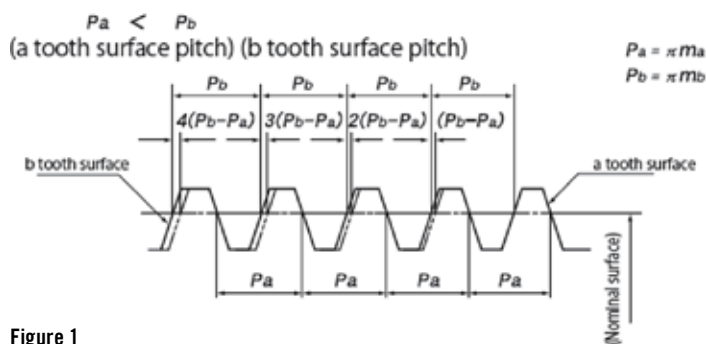 Pa < Pb
(a tooth surface pitch) (b tooth surface pitch)
Pa = πma
Pb = πmb
Pb Pb Pb Pb
4(Pb−Pa) 3(Pb−Pa) 2(Pb−Pa) (Pb−Pa)
b tooth surface
a tooth surface
Pa Pa Pa Pa
(Nominal surface)
Figure 1